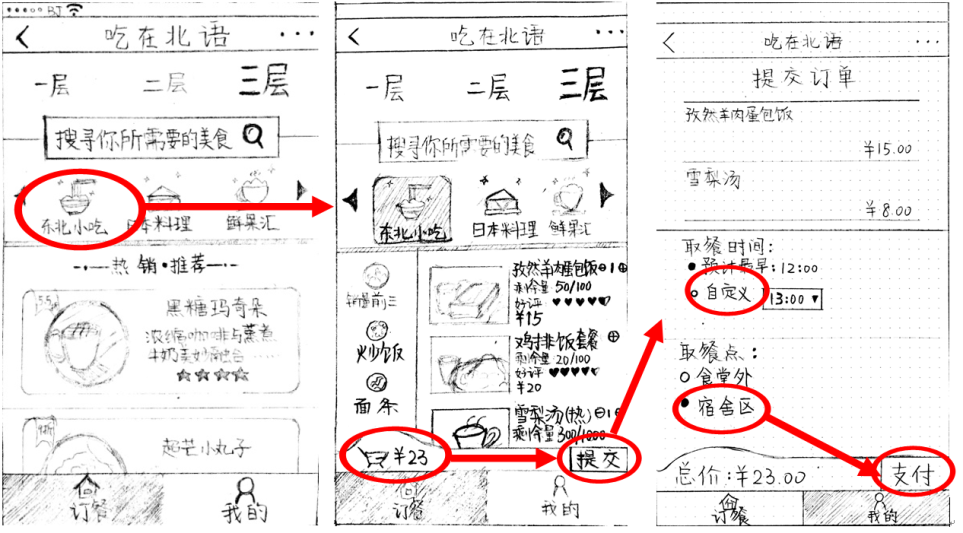 BJ
吃在北语
一层 二层 三层
搜寻你所需要的美食
东北小吃 日本料理 鲜果汇
热销·推荐
5.5
黑糖玛奇朵
浓缩咖啡与蒸煮
牛奶美妙融合……
超芒小丸子
订餐 我的
吃在北语
一层 二层 三层
搜寻你所需要的美食
东北小吃 日本料理 鲜果汇
销量前三
炒饭
面条
孜然羊肉蛋包饭 1
剩余量 50/100
好评
¥15
鸡排饭套餐
剩余量 20/100
好评
¥20
雪梨汤(热) 1
剩余量 300/1000
¥23 提交
订餐 我的
吃在北语
提交订单
孜然羊肉蛋包饭
¥15.00
雪梨汤
¥8.00
取餐时间:
预计最早:12:00
自定义 13:00
取餐点:
食堂外
宿舍区
总价:¥23.00 支付
订餐 我的